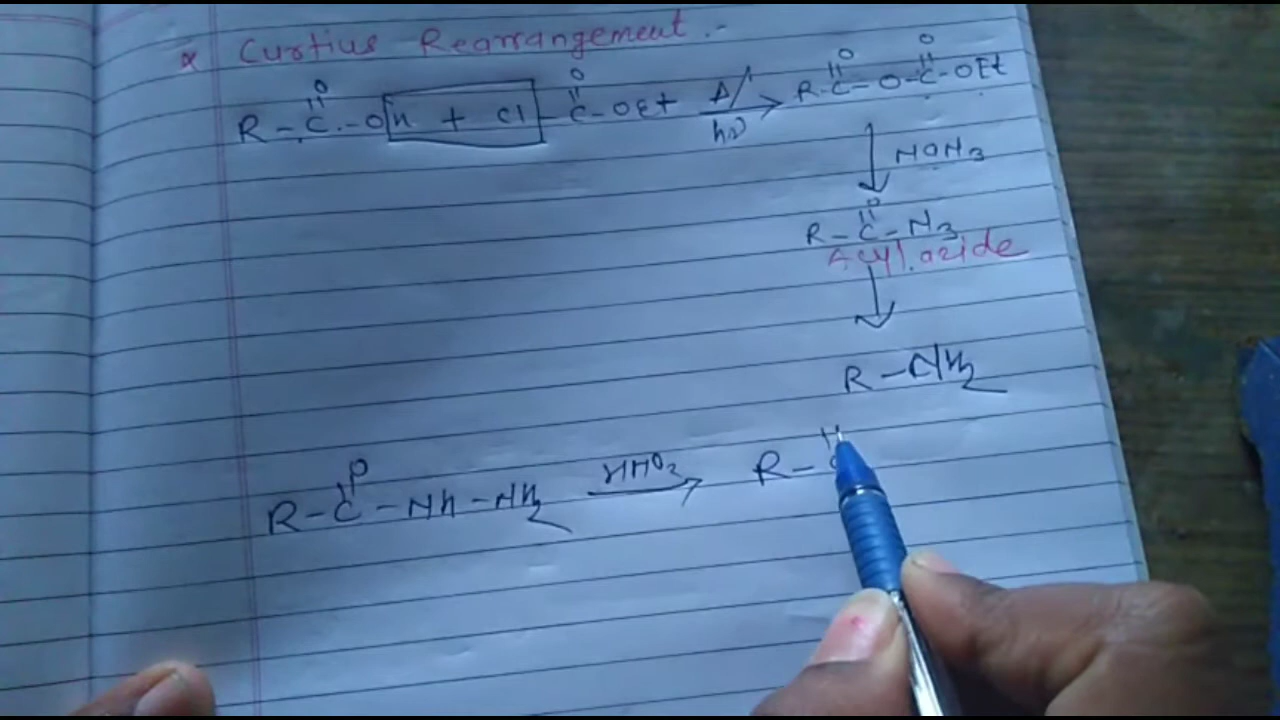 * Curtius Rearrangement :-
R-C(=O)-Oh + Cl-C(=O)-OEt Δ/hν → R-C(=O)-O-C(=O)-OEt
↓ NaN3
R-C(=O)-N3
Acyl azide
↓
R-NH2
R-C(=O)-Nh-NH2 HNO2 → R-C